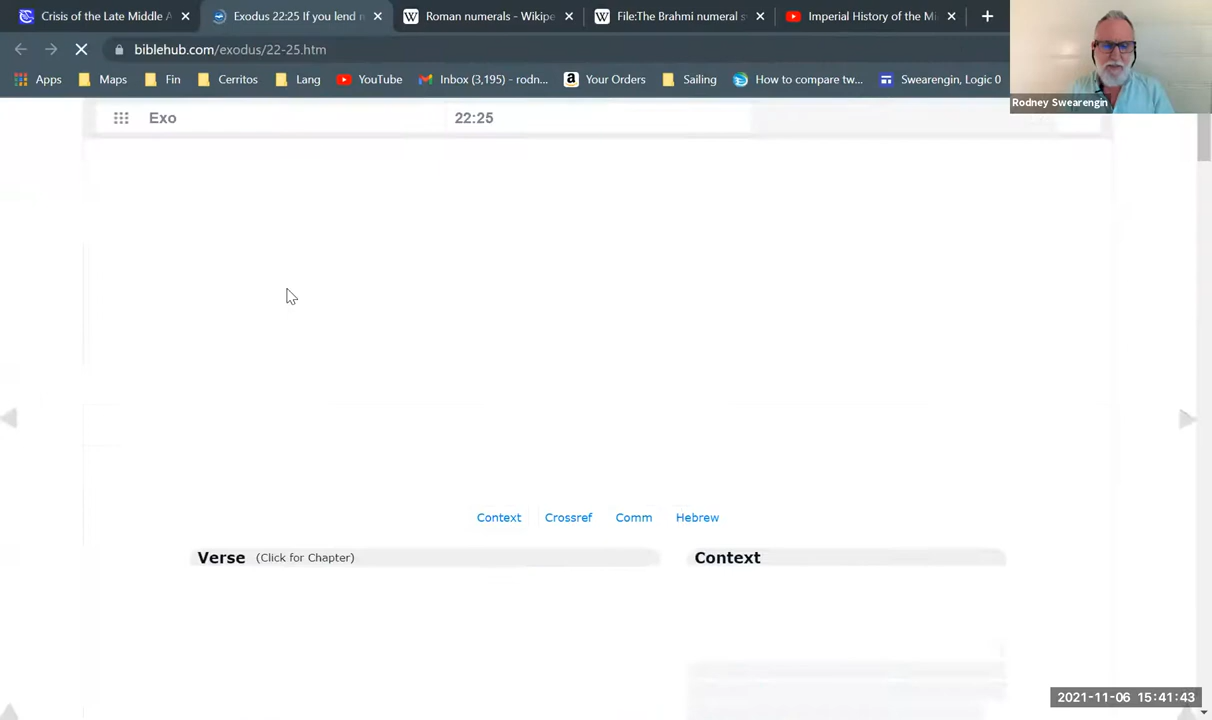 Crisis of the Late Middle A
Exodus 22:25 If you lend
Roman numerals - Wikipe
File:The Brahmi numeral s
Imperial History of the Mi
biblehub.com/exodus/22-25.htm
Apps Maps Fin Cerritos Lang YouTube Inbox (3,195) - rodn... Your Orders Sailing How to compare tw... Swearengin, Logic 0
Rodney Swearengin
Exo 22:25
Context Crossref Comm Hebrew
Verse (Click for Chapter) Context
2021-11-06 15:41:43